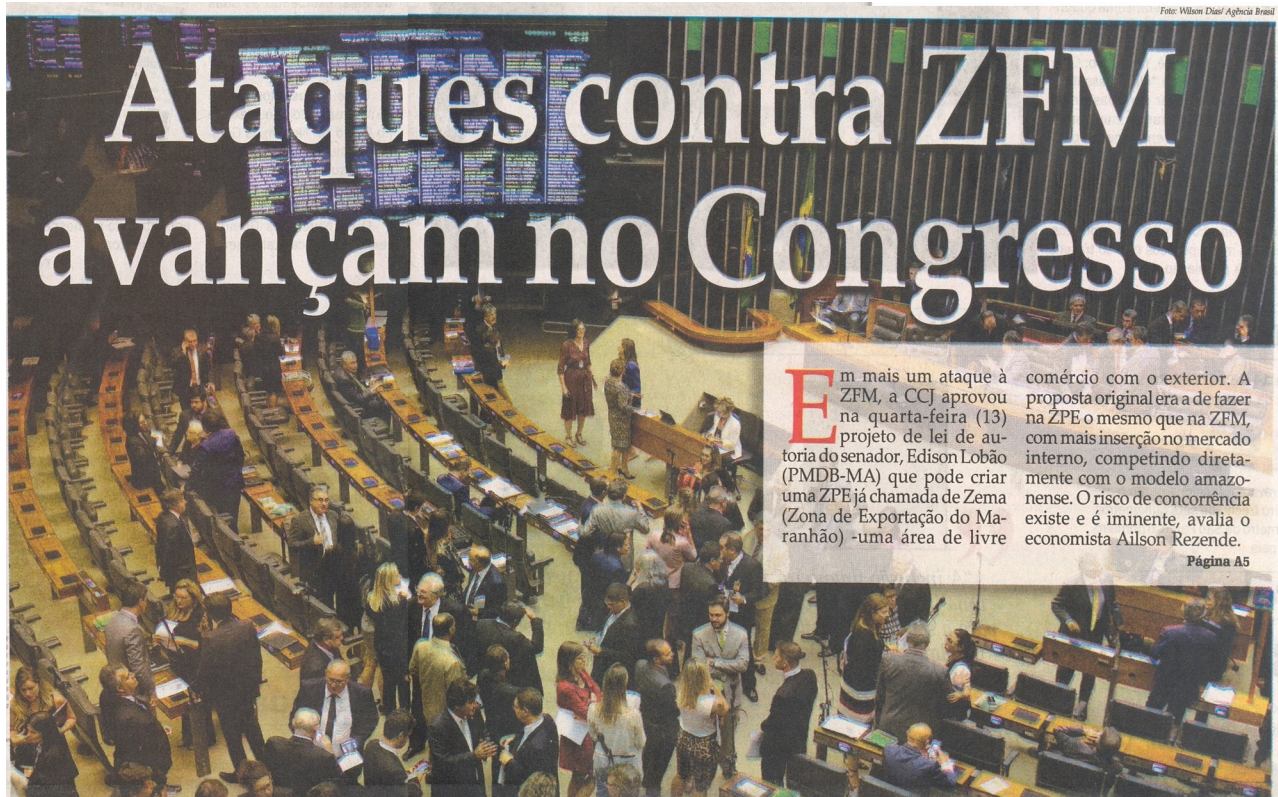 Foto: Wilson Dias/ Agência Brasil
Ataques contra ZFM
avançam no Congresso
Em mais um ataque à
ZFM, a CCJ aprovou
na quarta-feira (13)
projeto de lei de au-
toria do senador, Edison Lobão
(PMDB-MA) que pode criar
uma ZPE já chamada de Zema
(Zona de Exportação do Ma-
ranhão) -uma área de livre
comércio com o exterior. A
proposta original era a de fazer
na ZPE o mesmo que na ZFM,
com mais inserção no mercado
interno, competindo direta-
mente com o modelo amazo-
nense. O risco de concorrência
existe e é iminente, avalia o
economista Ailson Rezende.
Página A5